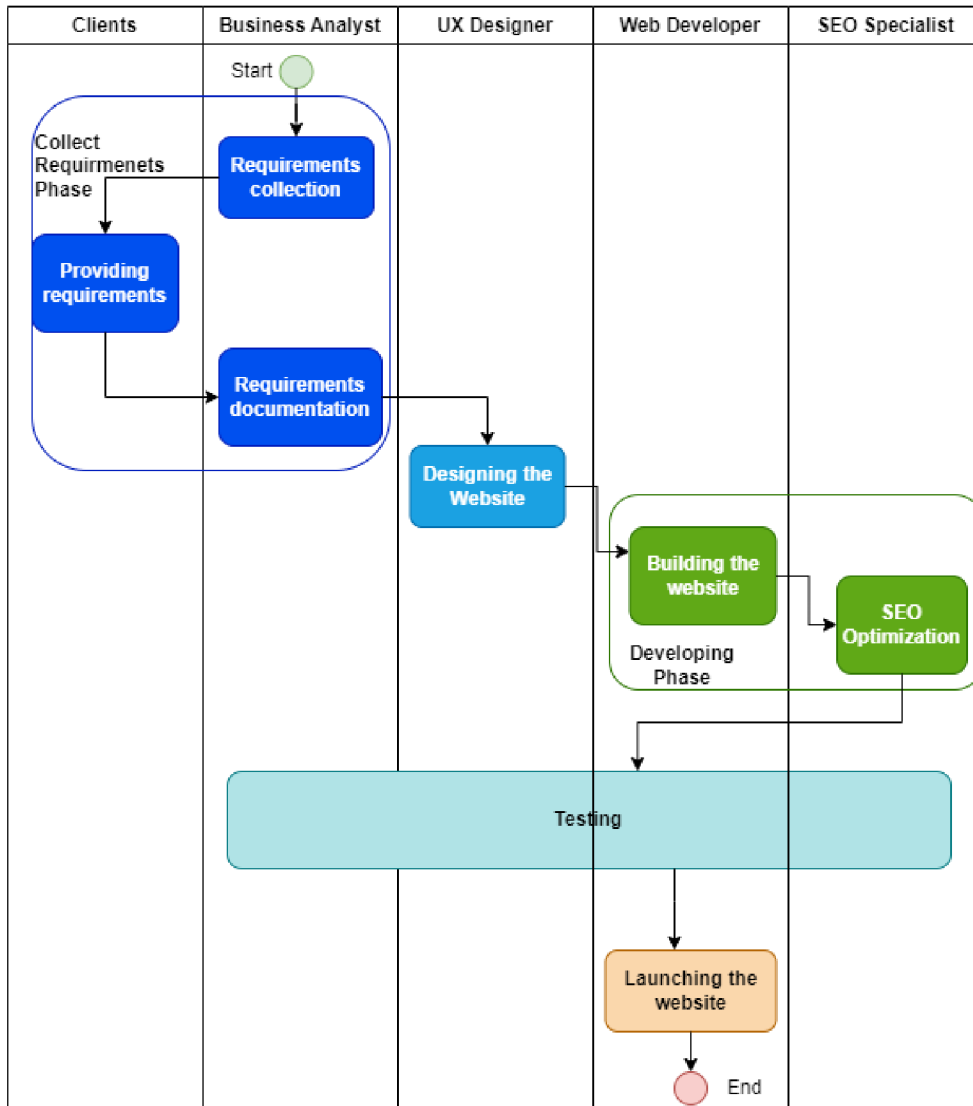 Clients
Business Analyst
UX Designer
Web Developer
SEO Specialist
Start
Collect
Requirmenets
Phase
Requirements
collection
Providing
requirements
Requirements
documentation
Designing the
Website
Building the
website
SEO
Optimization
Developing
Phase
Testing
Launching the
website
End